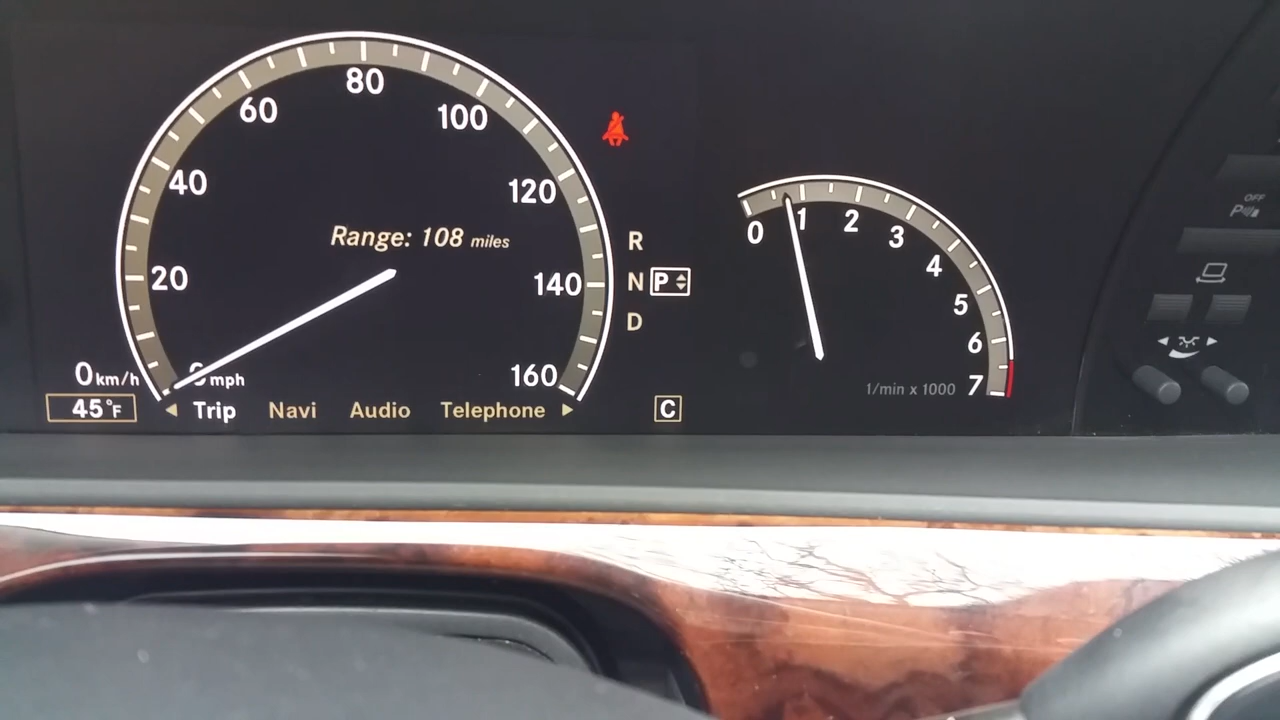 80
60
100
40
120
Range: 108 miles
20
140
160
0 km/h
0 mph
45°F
Trip Navi Audio Telephone
R
N P
D
C
0
1
2
3
4
5
6
7
1/min x 1000
OFF
P